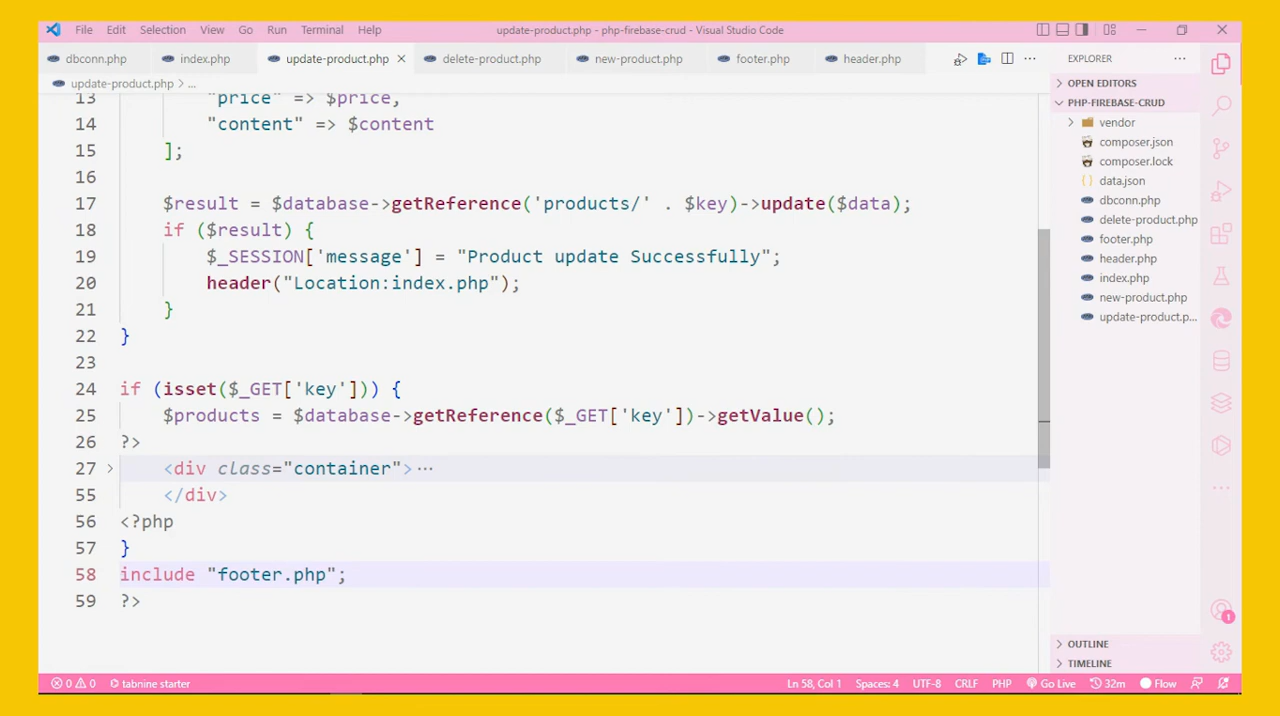 File Edit Selection View Go Run Terminal Help update-product.php - php-firebase-crud - Visual Studio Code
dbconn.php index.php update-product.php delete-product.php new-product.php footer.php header.php
update-product.php > ...
13 "price" => $price,
14 "content" => $content
15 ];
16
17 $result = $database->getReference('products/' . $key)->update($data);
18 if ($result) {
19 $_SESSION['message'] = "Product update Successfully";
20 header("Location:index.php");
21 }
22 }
23
24 if (isset($_GET['key'])) {
25 $products = $database->getReference($_GET['key'])->getValue();
26 ?>
27 <div class="container"> ...
55 </div>
56 <?php
57 }
58 include "footer.php";
59 ?>
EXPLORER ...
OPEN EDITORS
PHP-FIREBASE-CRUD
vendor
composer.json
composer.lock
data.json
dbconn.php
delete-product.php
footer.php
header.php
index.php
new-product.php
update-product.p...
OUTLINE
TIMELINE
1
0 0 tabnine starter Ln 58, Col 1 Spaces: 4 UTF-8 CRLF PHP Go Live 32m Flow